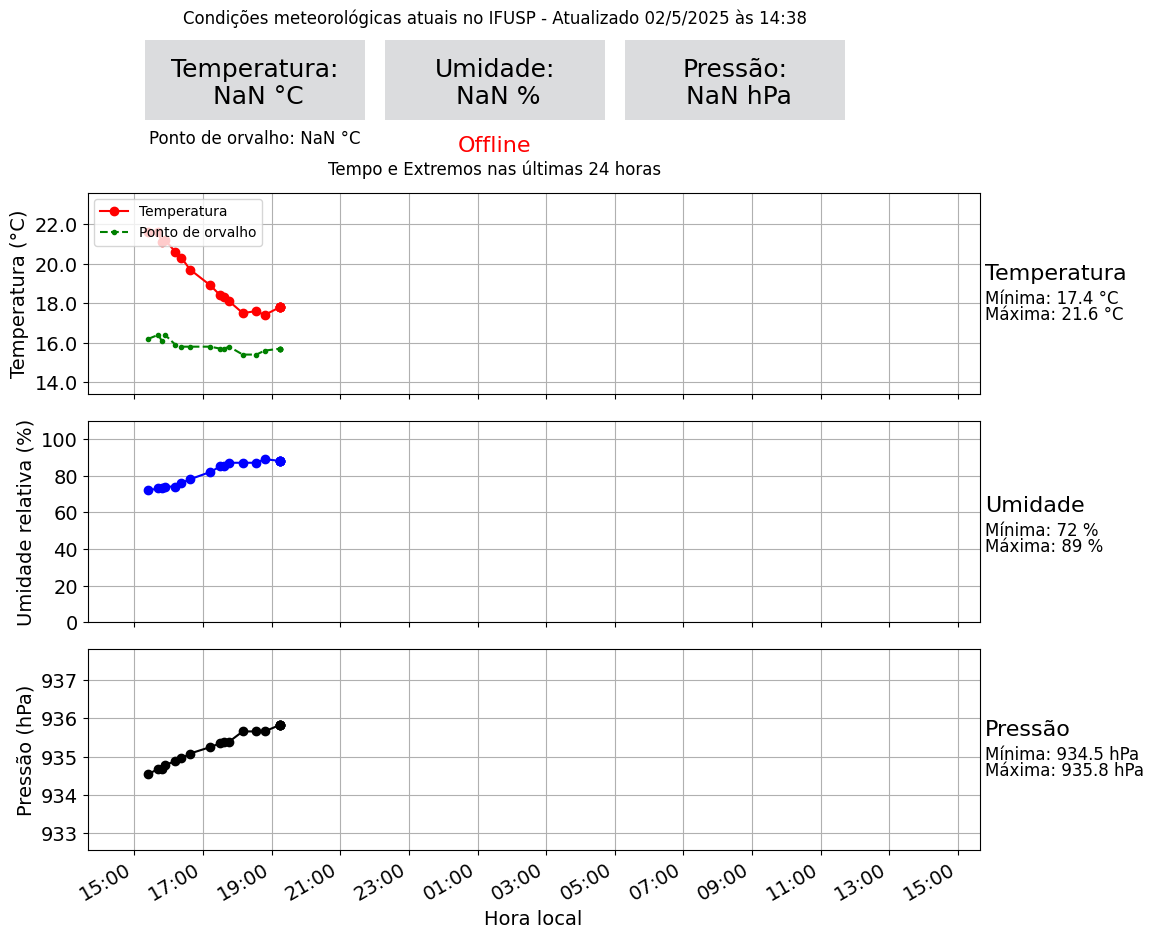 Condições meteorológicas atuais no IFUSP - Atualizado 02/5/2025 às 14:38
Temperatura:
NaN °C
Umidade:
NaN %
Pressão:
NaN hPa
Ponto de orvalho: NaN °C
Offline
Tempo e Extremos nas últimas 24 horas
Temperatura (°C)
22.0
20.0
18.0
16.0
14.0
Temperatura
Ponto de orvalho
Temperatura
Mínima: 17.4 °C
Máxima: 21.6 °C
Umidade relativa (%)
100
80
60
40
20
0
Umidade
Mínima: 72 %
Máxima: 89 %
Pressão (hPa)
937
936
935
934
933
Pressão
Mínima: 934.5 hPa
Máxima: 935.8 hPa
15:00 17:00 19:00 21:00 23:00 01:00 03:00 05:00 07:00 09:00 11:00 13:00 15:00
Hora local